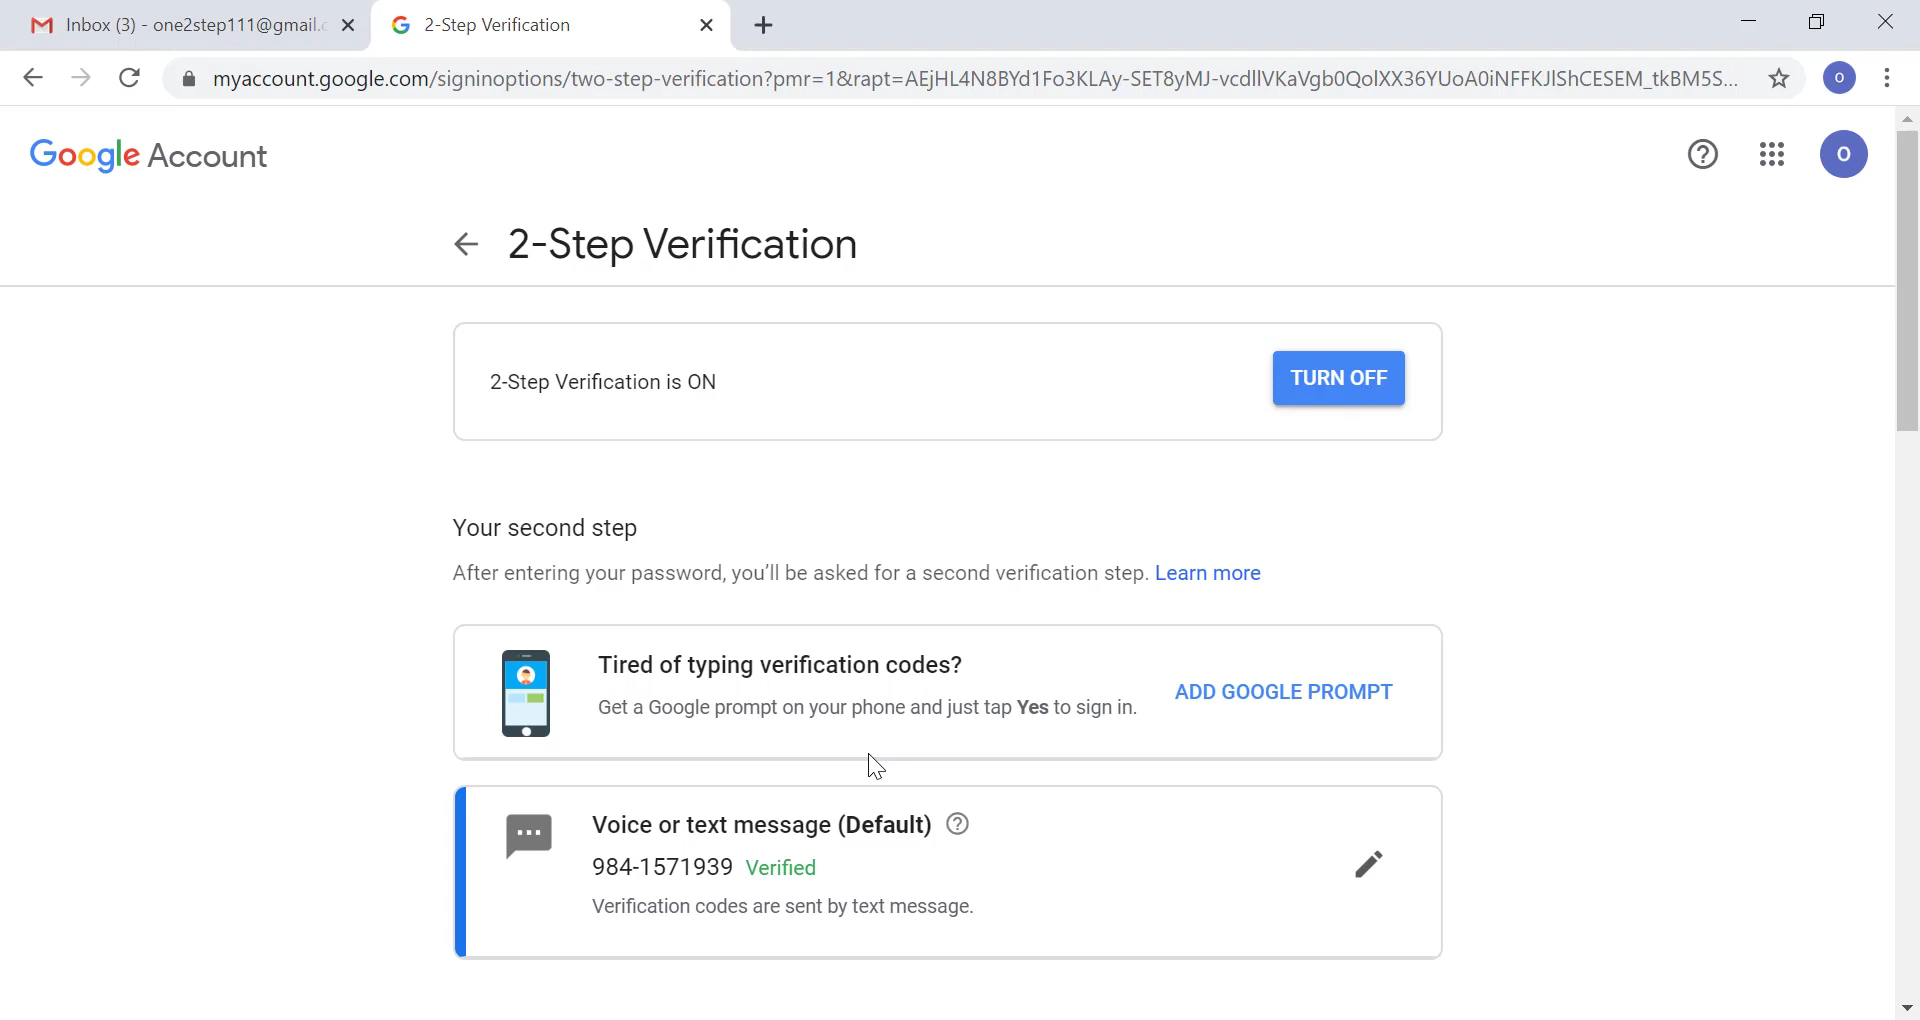 Inbox (3) - one2step111@gmail.c
2-Step Verification
myaccount.google.com/signinoptions/two-step-verification?pmr=1&rapt=AEjHL4N8BYd1Fo3KLAy-SET8yMJ-vcdllVKaVgb0QolXX36YUoA0iNFFKJlShCESEM_tkBM5S...
O
Google Account
O
2-Step Verification
2-Step Verification is ON
TURN OFF
Your second step
After entering your password, you'll be asked for a second verification step. Learn more
Tired of typing verification codes?
Get a Google prompt on your phone and just tap Yes to sign in.
ADD GOOGLE PROMPT
Voice or text message (Default)
984-1571939 Verified
Verification codes are sent by text message.